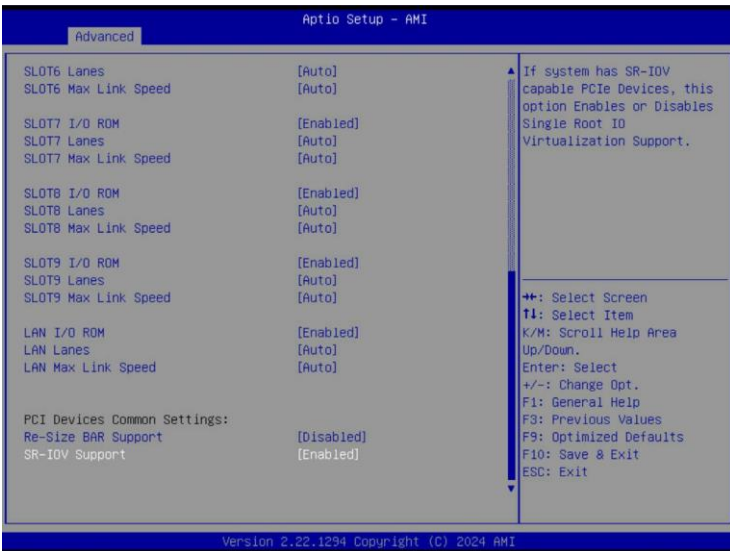 Aptio Setup - AMI
Advanced
SLOT6 Lanes [Auto]
SLOT6 Max Link Speed [Auto]
SLOT7 I/O ROM [Enabled]
SLOT7 Lanes [Auto]
SLOT7 Max Link Speed [Auto]
SLOT8 I/O ROM [Enabled]
SLOT8 Lanes [Auto]
SLOT8 Max Link Speed [Auto]
SLOT9 I/O ROM [Enabled]
SLOT9 Lanes [Auto]
SLOT9 Max Link Speed [Auto]
LAN I/O ROM [Enabled]
LAN Lanes [Auto]
LAN Max Link Speed [Auto]
PCI Devices Common Settings:
Re-Size BAR Support [Disabled]
SR-IOV Support [Enabled]
If system has SR-IOV
capable PCIe Devices, this
option Enables or Disables
Single Root IO
Virtualization Support.
→←: Select Screen
↑↓: Select Item
K/M: Scroll Help Area
Up/Down.
Enter: Select
+/-: Change Opt.
F1: General Help
F3: Previous Values
F9: Optimized Defaults
F10: Save & Exit
ESC: Exit
Version 2.22.1294 Copyright (C) 2024 AMI